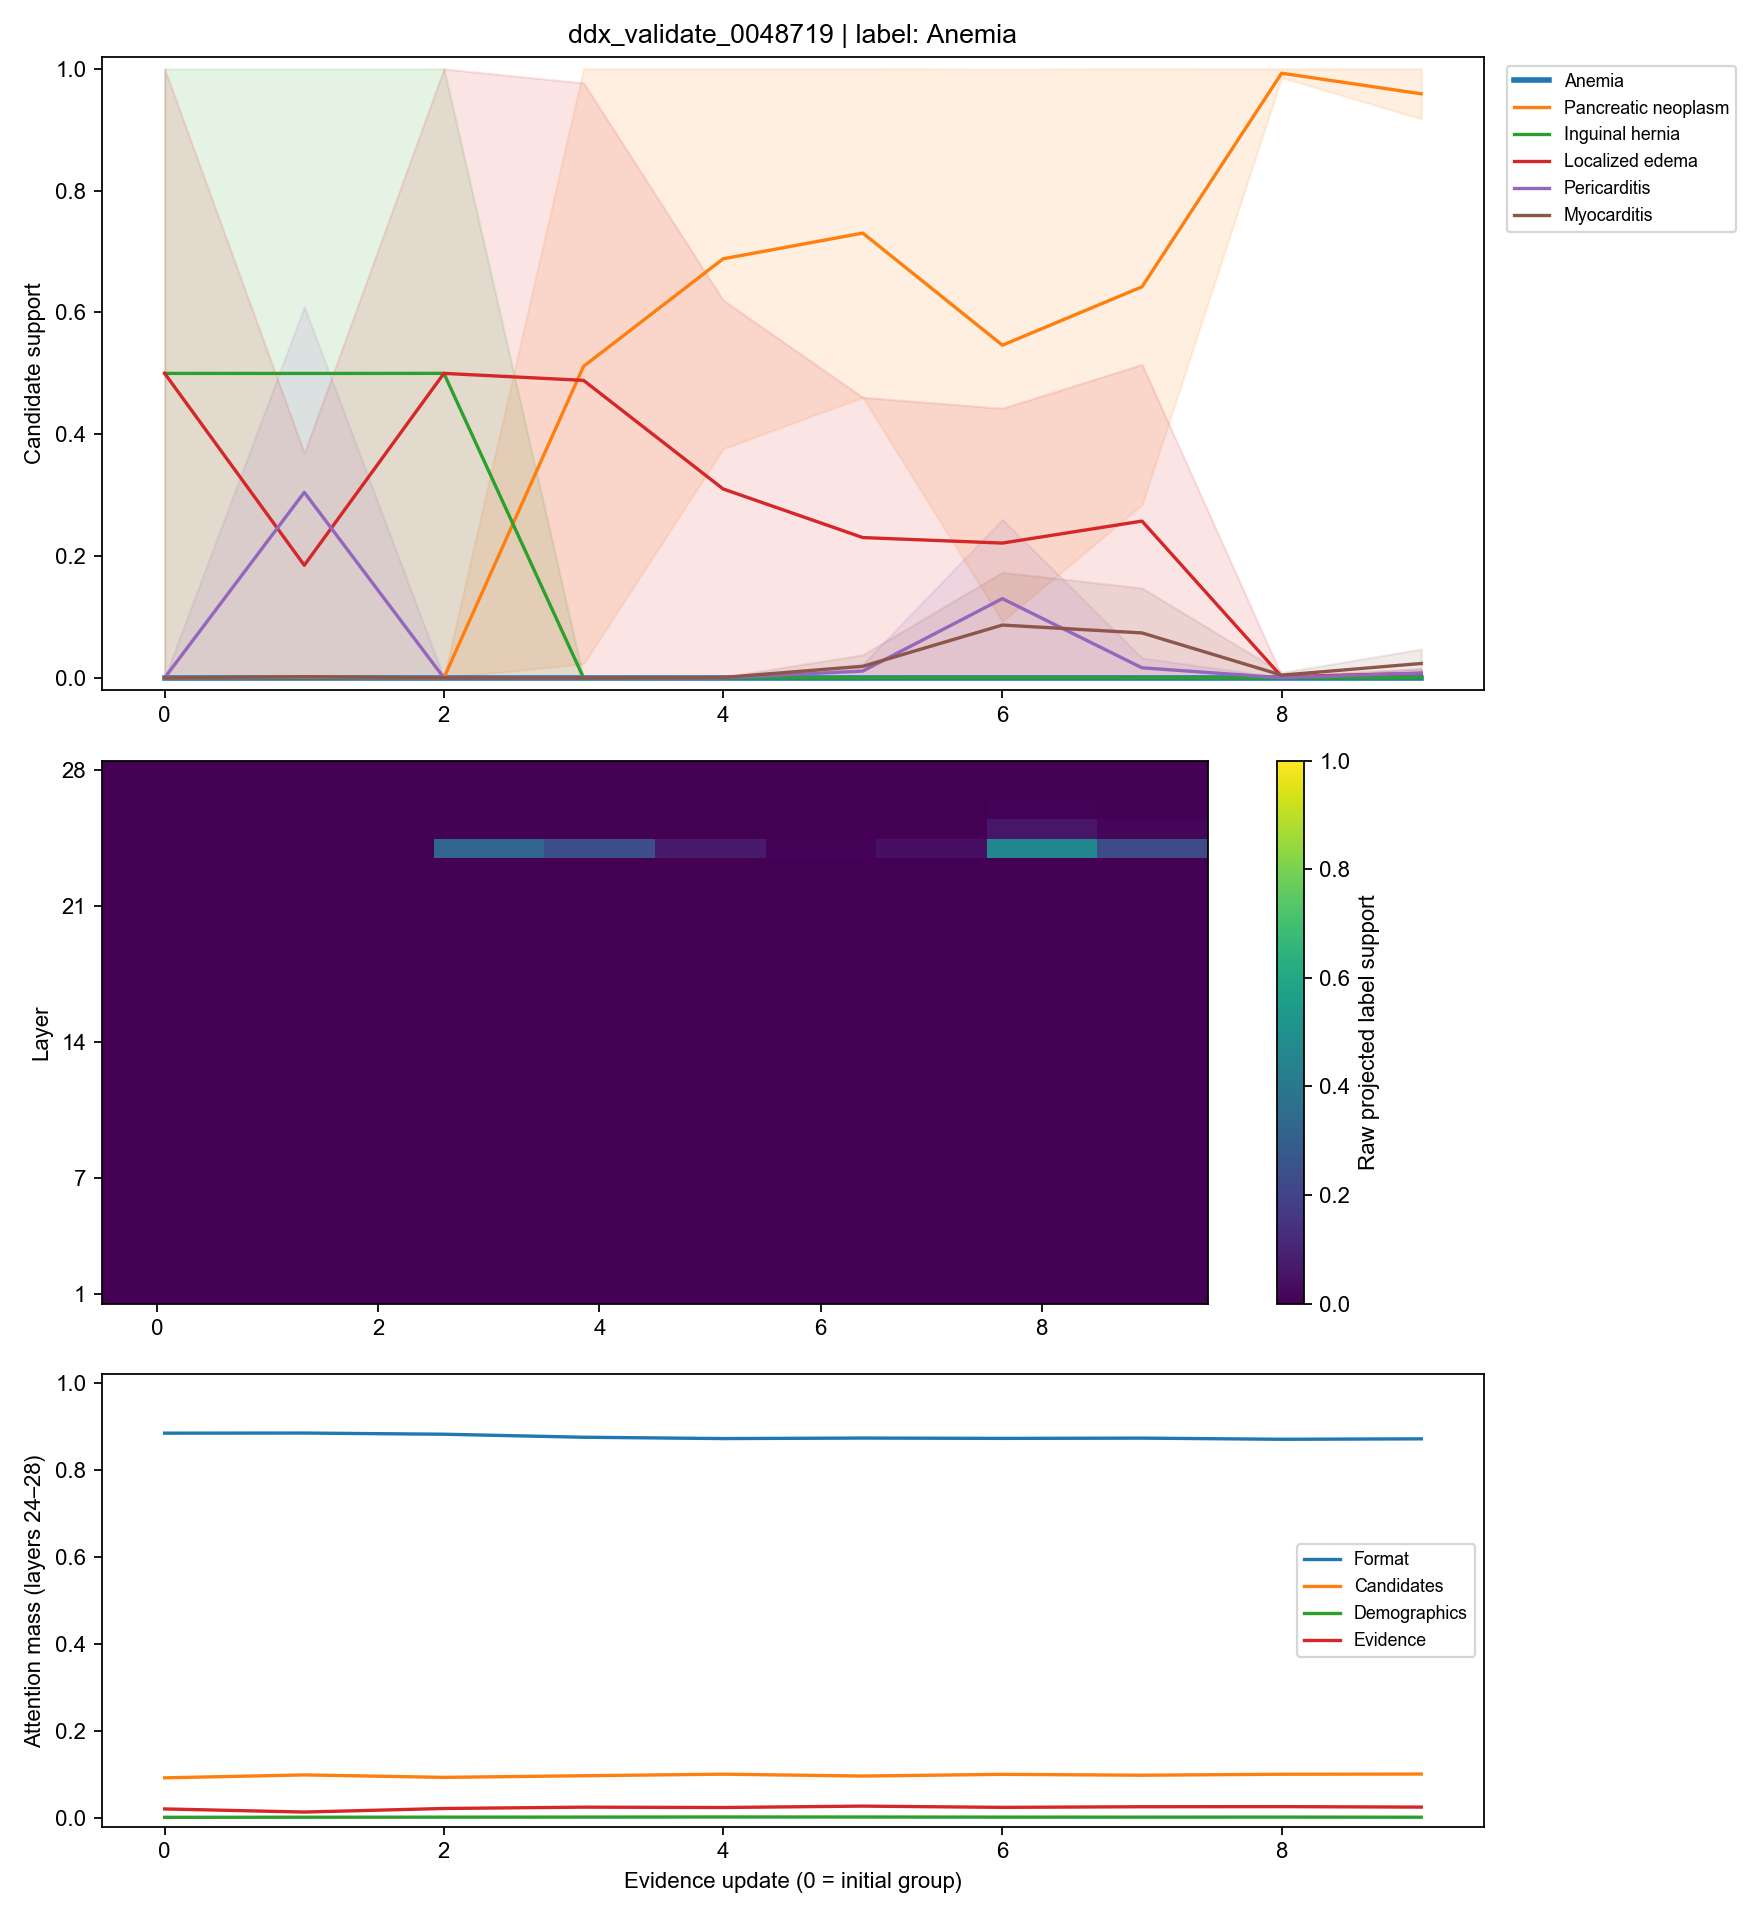 ddx_validate_0048719 | label: Anemia
Candidate support
1.0
0.8
0.6
0.4
0.2
0.0
0
2
4
6
8
Anemia
Pancreatic neoplasm
Inguinal hernia
Localized edema
Pericarditis
Myocarditis
Layer
28
21
14
7
1
0
2
4
6
8
1.0
0.8
0.6
0.4
0.2
0.0
Raw projected label support
Attention mass (layers 24–28)
1.0
0.8
0.6
0.4
0.2
0.0
Format
Candidates
Demographics
Evidence
0
2
4
6
8
Evidence update (0 = initial group)